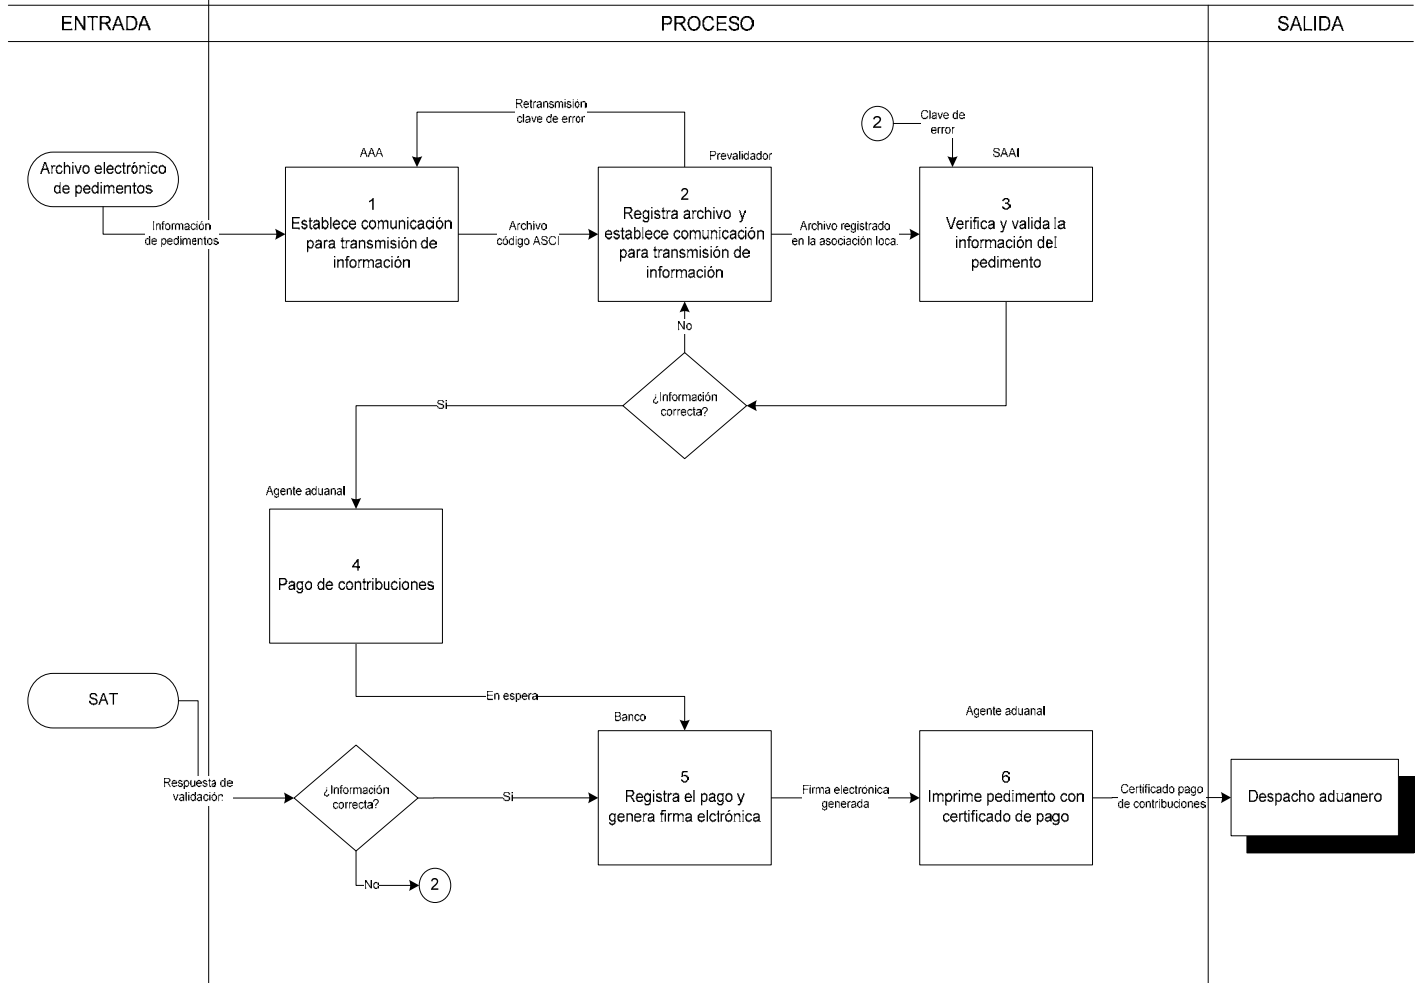 ENTRADA
PROCESO
SALIDA
Retransmisión
clave de error
2
Clave de
error
AAA
Prevalidador
SAAI
Archivo electrónico
de pedimentos
Información
de pedimentos
1
Establece comunicación
para transmisión de
información
Archivo
código ASCI
2
Registra archivo y
establece comunicación
para transmisión de
información
Archivo registrado
en la asociación loca.
3
Verifica y valida la
información del
pedimento
No
¿Información
correcta?
Si
Agente aduanal
4
Pago de contribuciones
SAT
En espera
Banco
Agente aduanal
Respuesta de
validación
¿Información
correcta?
Si
5
Registra el pago y
genera firma elctrónica
Firma electrónica
generada
6
Imprime pedimento con
certificado de pago
Certificado pago
de contribuciones
Despacho aduanero
No
2